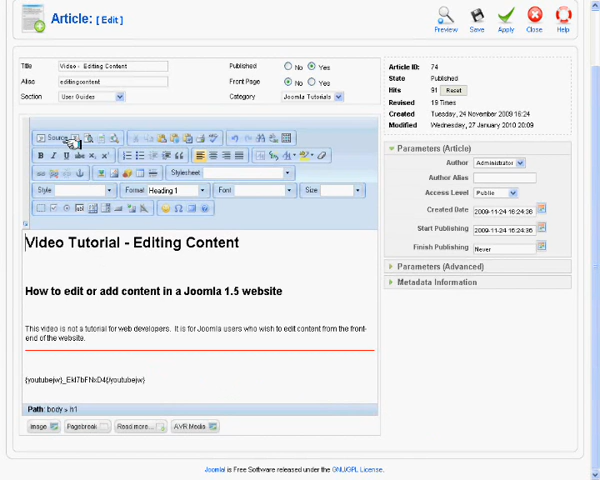 Article: [ Edit ]
Preview Save Apply Close Help
Title Video - Editing Content Published No Yes
Alias editingcontent Front Page No Yes
Section User Guides Category Joomla Tutorials
Article ID: 74
State Published
Hits 91 Reset
Revised 19 Times
Created Tuesday, 24 November 2009 16:24
Modified Wednesday, 27 January 2010 20:09
Source
B I U abc X₂ X²
Stylesheet
Style Format Heading 1 Font Size
Video Tutorial - Editing Content
How to edit or add content in a Joomla 1.5 website
This video is not a tutorial for web developers. It is for Joomla users who wish to edit content from the front-
end of the website.
Path: body » h1
Image Pagebreak Read more... AVR Media
Parameters (Article)
Author Administrator
Author Alias
Access Level Public
Created Date 2009-11-24 16:24:36
Start Publishing 2009-11-24 16:24:36
Finish Publishing Never
Parameters (Advanced)
Metadata Information
Joomla! is Free Software released under the GNU/GPL License.